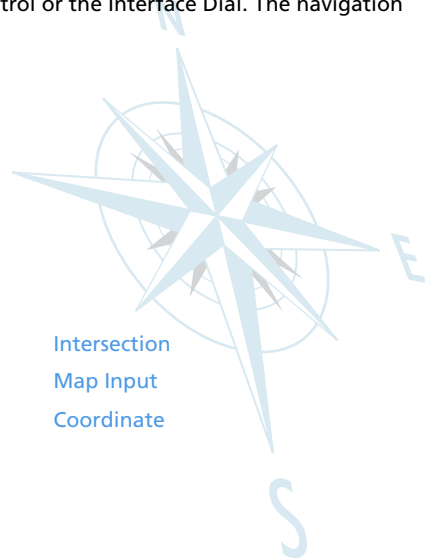 trol or the Interface Dial. The navigation
N
E
Intersection
Map Input
Coordinate
S